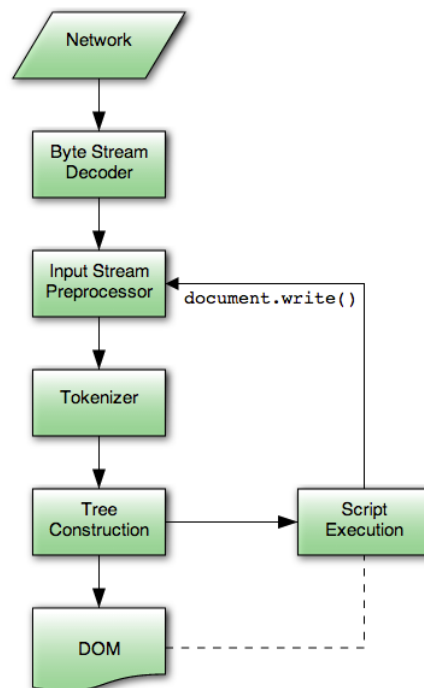 Network
Byte Stream
Decoder
Input Stream
Preprocessor
document.write()
Tokenizer
Tree
Construction
Script
Execution
DOM